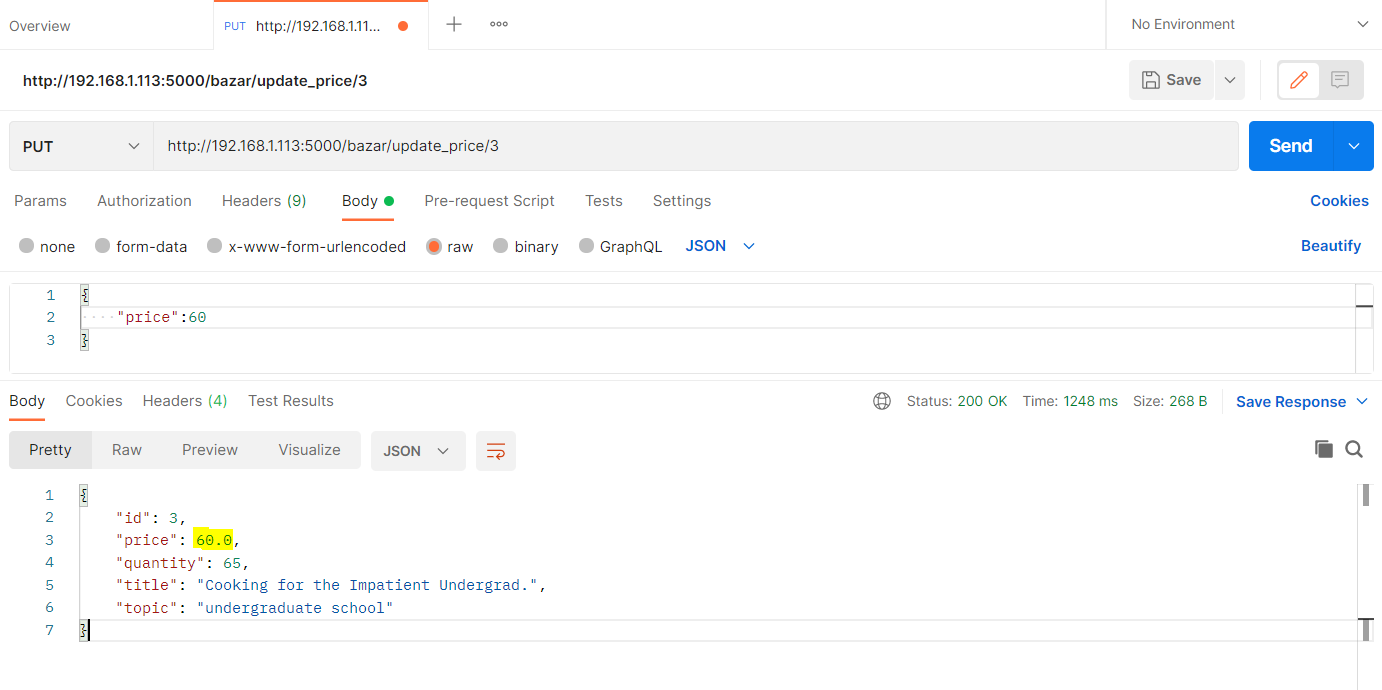 Overview PUT http://192.168.1.11... No Environment
http://192.168.1.113:5000/bazar/update_price/3 Save
PUT http://192.168.1.113:5000/bazar/update_price/3 Send
Params Authorization Headers (9) Body Pre-request Script Tests Settings Cookies
none form-data x-www-form-urlencoded raw binary GraphQL JSON Beautify
1 {
2 "price":60
3 }
Body Cookies Headers (4) Test Results Status: 200 OK Time: 1248 ms Size: 268 B Save Response
Pretty Raw Preview Visualize JSON
1 {
2 "id": 3,
3 "price": 60.0,
4 "quantity": 65,
5 "title": "Cooking for the Impatient Undergrad.",
6 "topic": "undergraduate school"
7 }